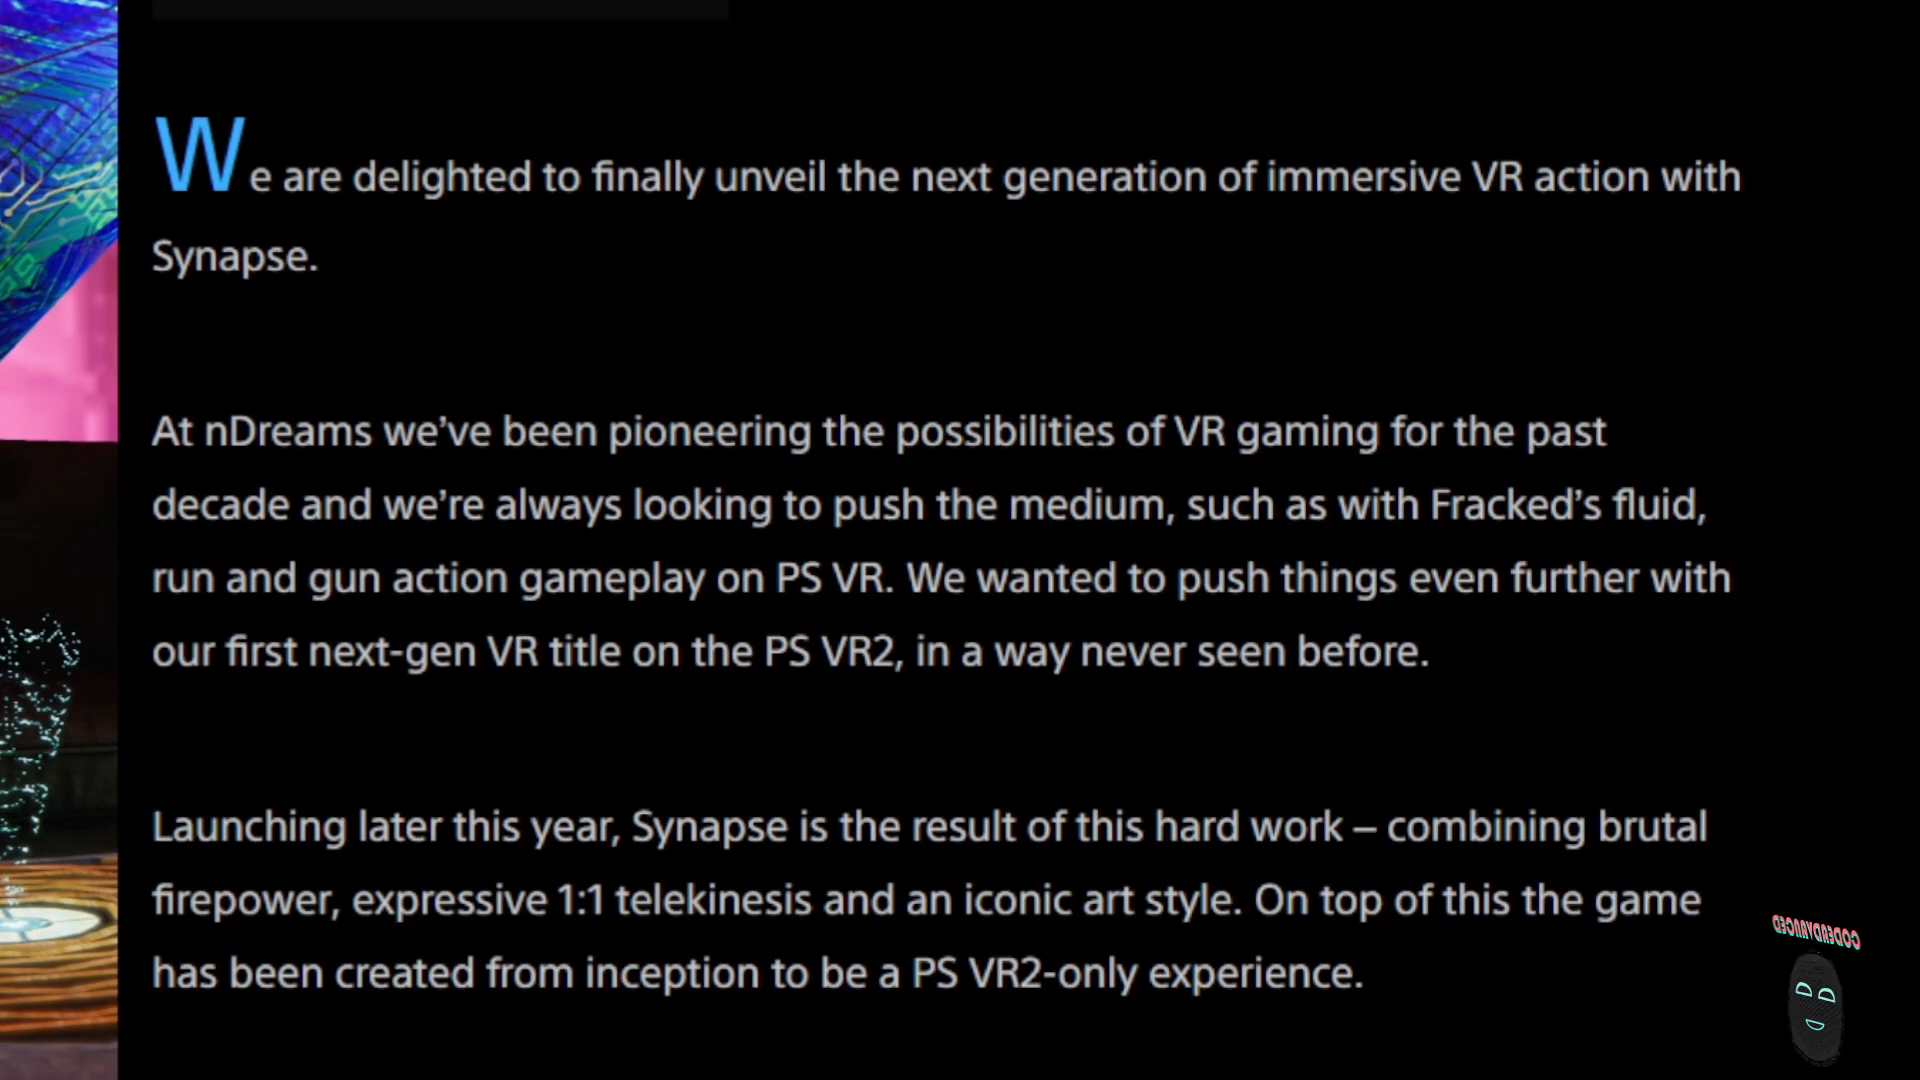 We are delighted to finally unveil the next generation of immersive VR action with
Synapse.
At nDreams we’ve been pioneering the possibilities of VR gaming for the past
decade and we’re always looking to push the medium, such as with Fracked’s fluid,
run and gun action gameplay on PS VR. We wanted to push things even further with
our first next-gen VR title on the PS VR2, in a way never seen before.
Launching later this year, Synapse is the result of this hard work – combining brutal
firepower, expressive 1:1 telekinesis and an iconic art style. On top of this the game
has been created from inception to be a PS VR2-only experience.